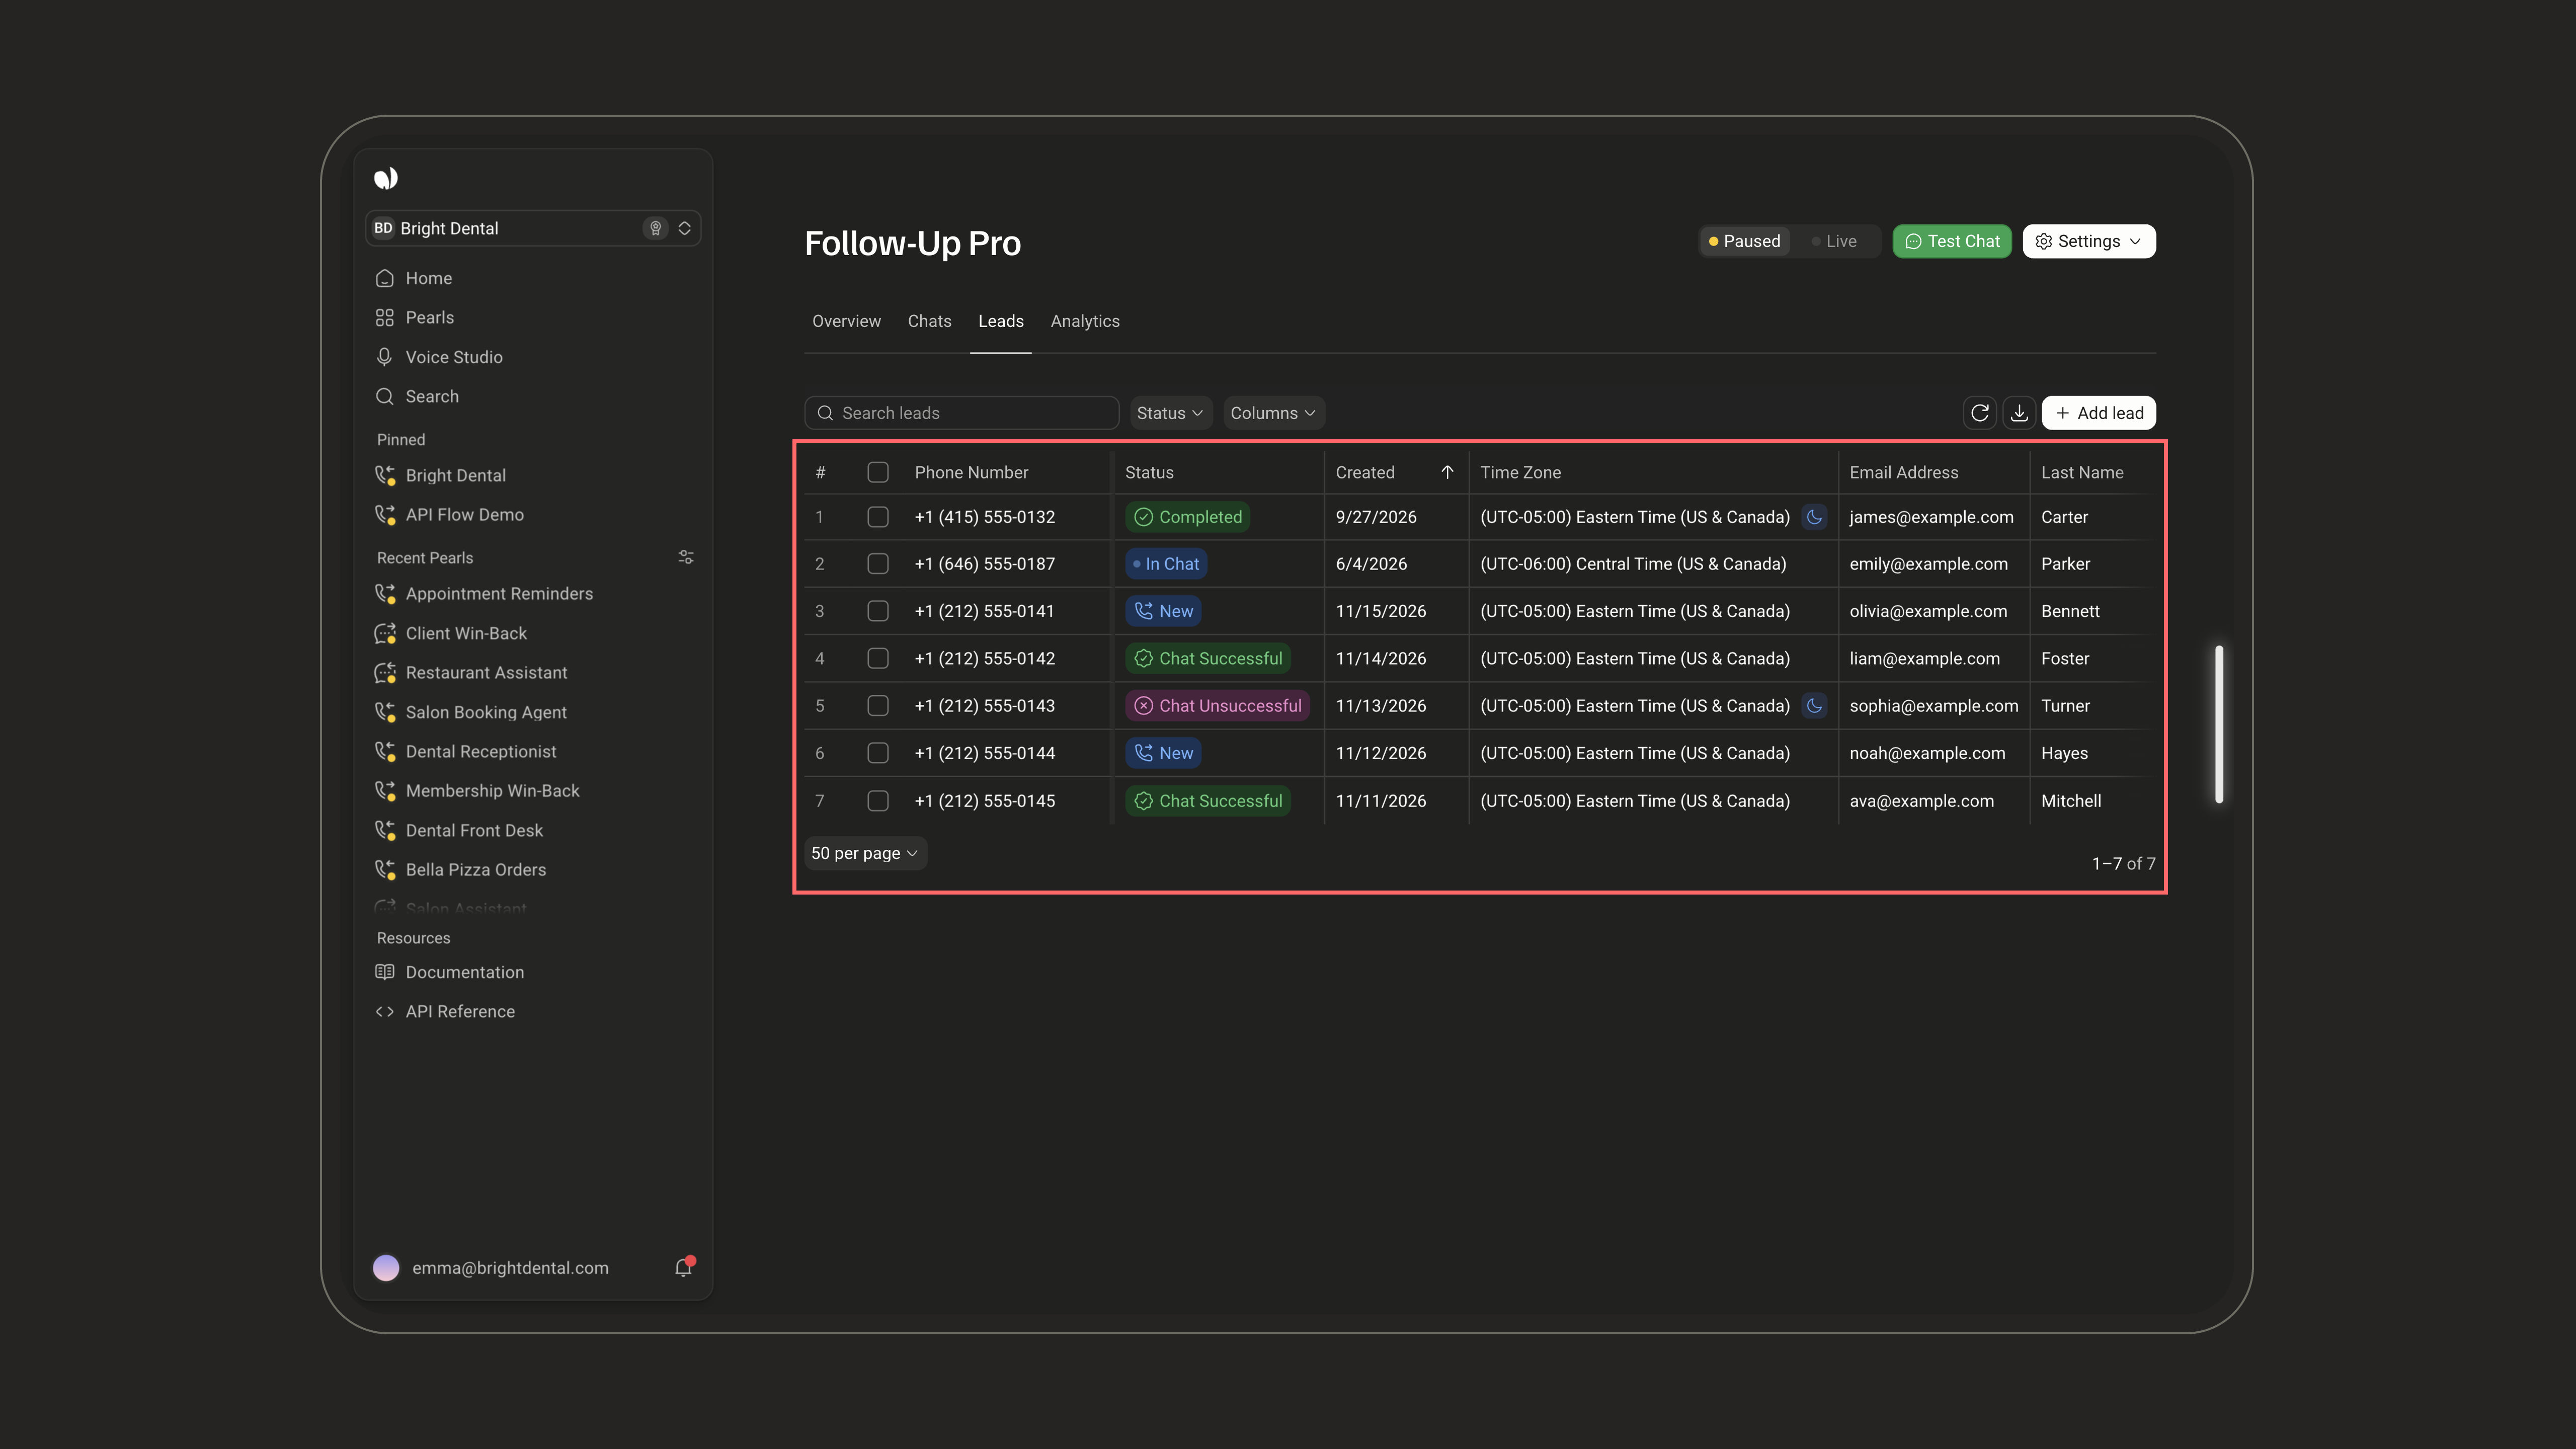 BD Bright Dental
Home
Pearls
Voice Studio
Search
Pinned
Bright Dental
API Flow Demo
Recent Pearls
Appointment Reminders
Client Win-Back
Restaurant Assistant
Salon Booking Agent
Dental Receptionist
Membership Win-Back
Dental Front Desk
Bella Pizza Orders
Salon Assistant
Resources
Documentation
API Reference
emma@brightdental.com
Follow-Up Pro
Paused Live Test Chat Settings
Overview Chats Leads Analytics
Search leads Status Columns Add lead
# Phone Number Status Created Time Zone Email Address Last Name
1 +1 (415) 555-0132 Completed 9/27/2026 (UTC-05:00) Eastern Time (US & Canada) james@example.com Carter
2 +1 (646) 555-0187 In Chat 6/4/2026 (UTC-06:00) Central Time (US & Canada) emily@example.com Parker
3 +1 (212) 555-0141 New 11/15/2026 (UTC-05:00) Eastern Time (US & Canada) olivia@example.com Bennett
4 +1 (212) 555-0142 Chat Successful 11/14/2026 (UTC-05:00) Eastern Time (US & Canada) liam@example.com Foster
5 +1 (212) 555-0143 Chat Unsuccessful 11/13/2026 (UTC-05:00) Eastern Time (US & Canada) sophia@example.com Turner
6 +1 (212) 555-0144 New 11/12/2026 (UTC-05:00) Eastern Time (US & Canada) noah@example.com Hayes
7 +1 (212) 555-0145 Chat Successful 11/11/2026 (UTC-05:00) Eastern Time (US & Canada) ava@example.com Mitchell
50 per page
1–7 of 7